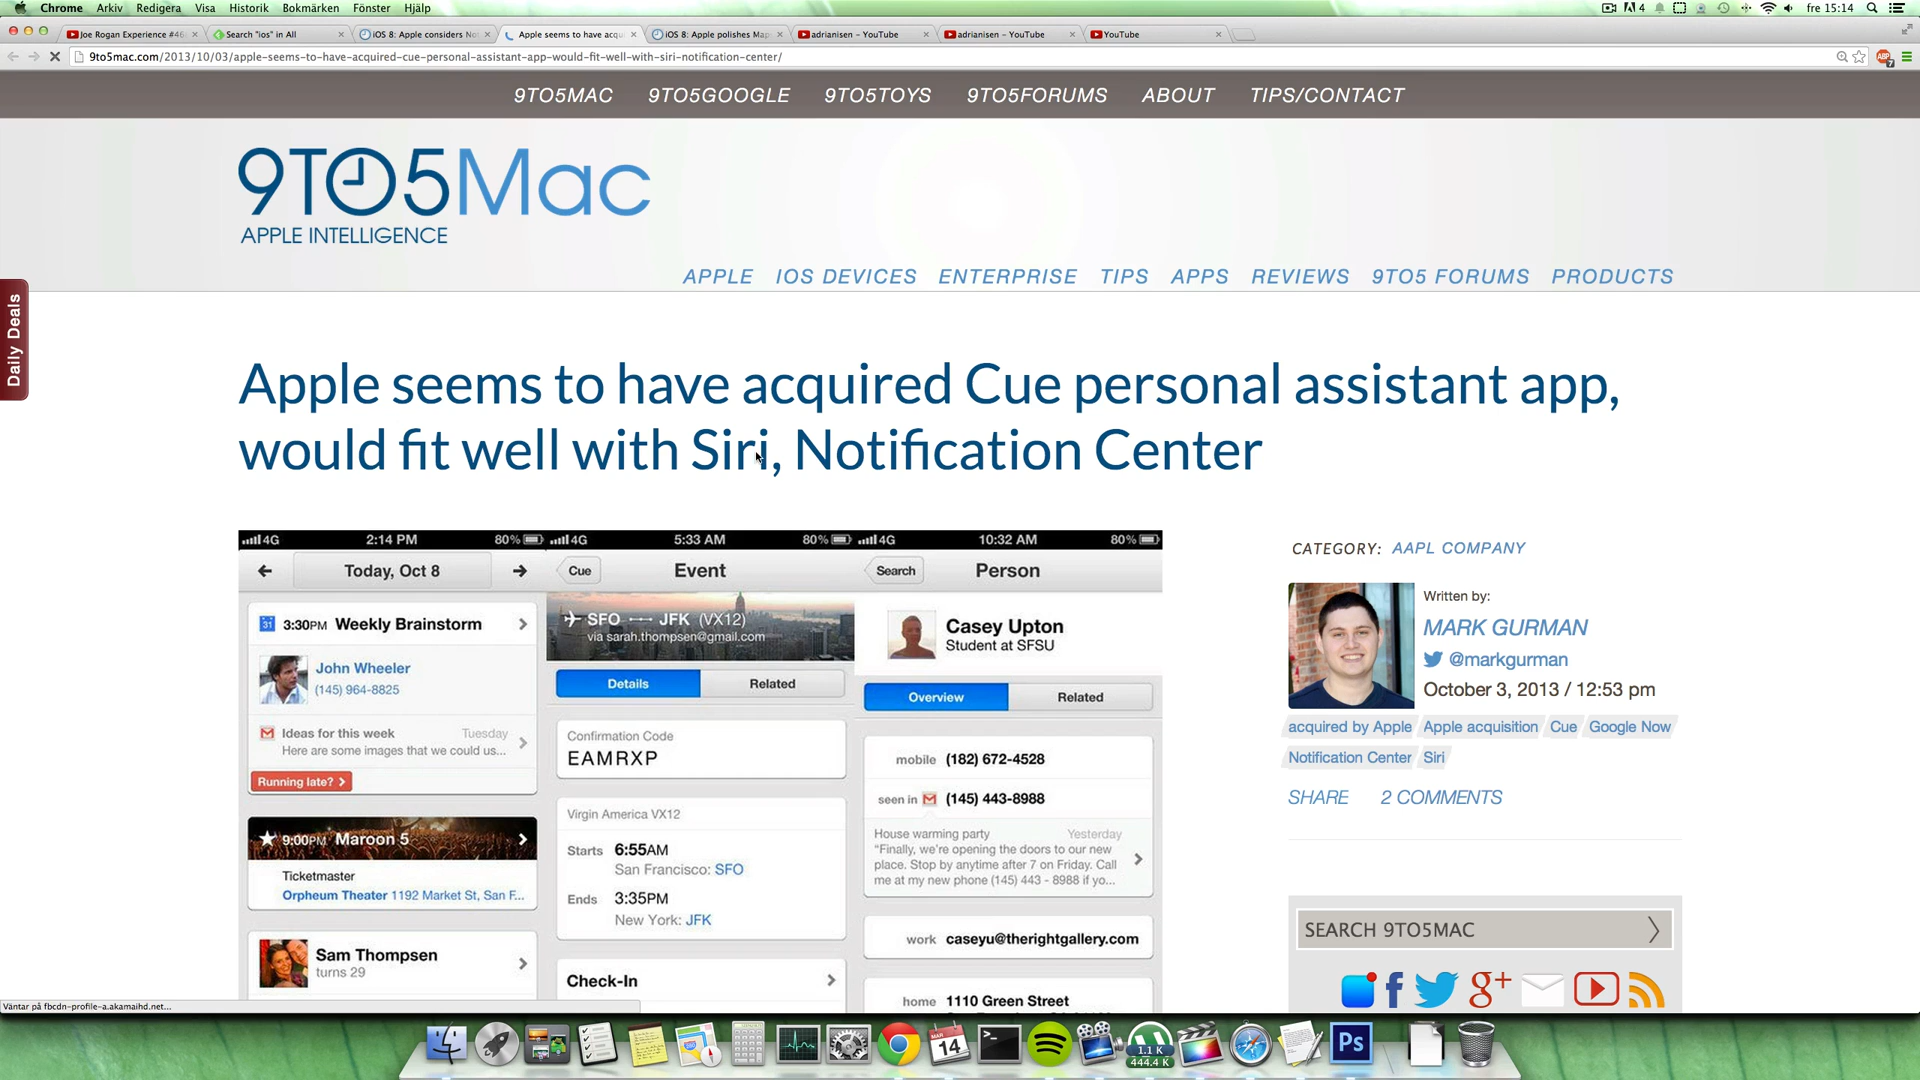 Chrome Arkiv Redigera Visa Historik Bokmärken Fönster Hjälp
4 fre 15:14
Joe Rogan Experience #46 Search "ios" in All iOS 8: Apple considers No Apple seems to have acqu iOS 8: Apple polishes Map adrianisen – YouTube adrianisen – YouTube YouTube
9to5mac.com/2013/10/03/apple-seems-to-have-acquired-cue-personal-assistant-app-would-fit-well-with-siri-notification-center/
9TO5MAC 9TO5GOOGLE 9TO5TOYS 9TO5FORUMS ABOUT TIPS/CONTACT
9TO5Mac
APPLE INTELLIGENCE
APPLE IOS DEVICES ENTERPRISE TIPS APPS REVIEWS 9TO5 FORUMS PRODUCTS
Daily Deals
Apple seems to have acquired Cue personal assistant app,
would fit well with Siri, Notification Center
4G 2:14 PM 80%
Today, Oct 8
31 3:30PM Weekly Brainstorm
John Wheeler
(145) 964-8825
Ideas for this week Tuesday
Here are some images that we could us...
Running late?
9:00PM Maroon 5
Ticketmaster
Orpheum Theater 1192 Market St, San F...
Sam Thompsen
turns 29
4G 5:33 AM 80%
Cue Event
SFO JFK (VX12)
via sarah.thompsen@gmail.com
Details Related
Confirmation Code
EAMRXP
Virgin America VX12
Starts 6:55AM
San Francisco: SFO
Ends 3:35PM
New York: JFK
Check-In
4G 10:32 AM 80%
Search Person
Casey Upton
Student at SFSU
Overview Related
mobile (182) 672-4528
seen in (145) 443-8988
House warming party Yesterday
"Finally, we're opening the doors to our new
place. Stop by anytime after 7 on Friday. Call
me at my new phone (145) 443 - 8988 if yo...
work caseyu@therightgallery.com
home 1110 Green Street
CATEGORY: AAPL COMPANY
Written by:
MARK GURMAN
@markgurman
October 3, 2013 / 12:53 pm
acquired by Apple Apple acquisition Cue Google Now
Notification Center Siri
SHARE 2 COMMENTS
SEARCH 9TO5MAC
g+
Väntar på fbcdn-profile-a.akamaihd.net...
MAR
14
1.1 K
444.4 K
Ps